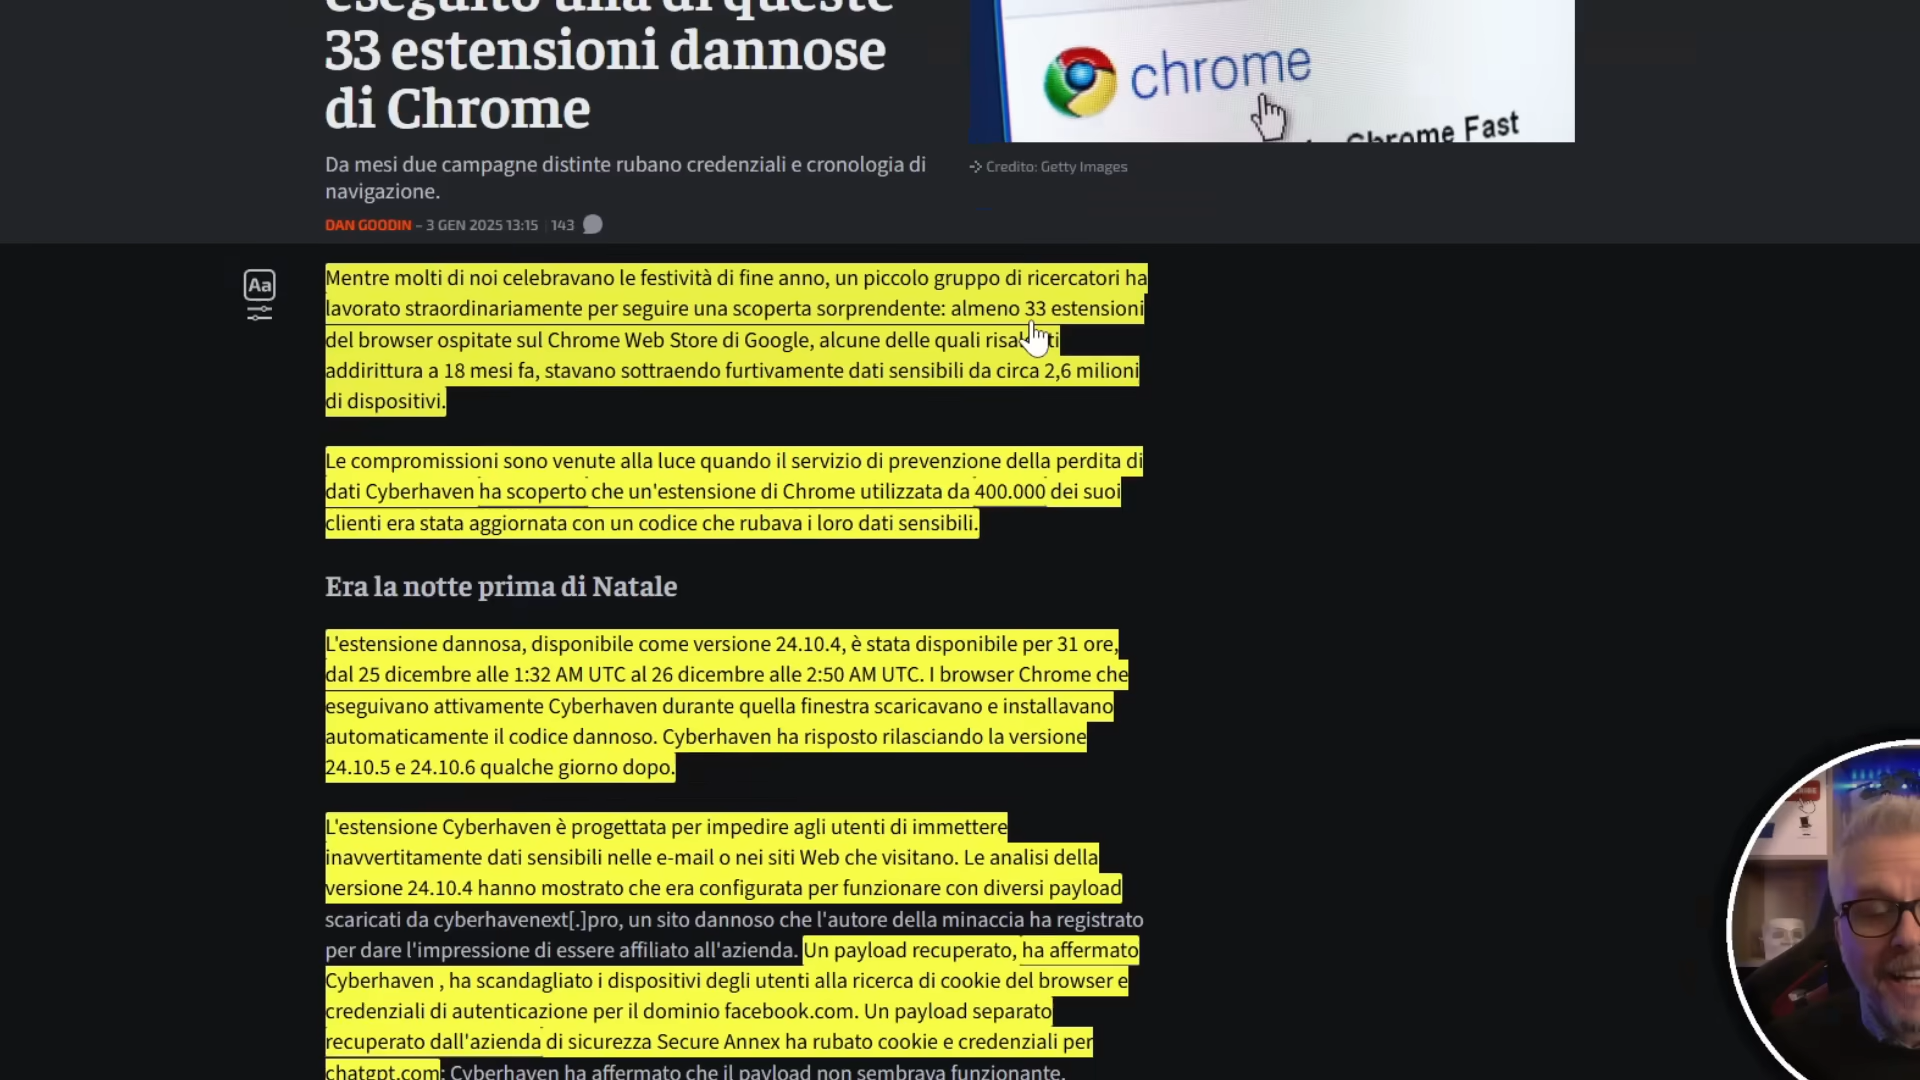 eseguito una di queste
33 estensioni dannose
di Chrome
chrome
Chrome Fast
Da mesi due campagne distinte rubano credenziali e cronologia di
navigazione.
Credito: Getty Images
DAN GOODIN – 3 GEN 2025 13:15 | 143
Aa
Mentre molti di noi celebravano le festività di fine anno, un piccolo gruppo di ricercatori ha
lavorato straordinariamente per seguire una scoperta sorprendente: almeno 33 estensioni
del browser ospitate sul Chrome Web Store di Google, alcune delle quali
addirittura a 18 mesi fa, stavano sottraendo furtivamente dati sensibili da circa 2,6 milioni
di dispositivi.
Le compromissioni sono venute alla luce quando il servizio di prevenzione della perdita di
dati Cyberhaven ha scoperto che un'estensione di Chrome utilizzata da 400.000 dei suoi
clienti era stata aggiornata con un codice che rubava i loro dati sensibili.
Era la notte prima di Natale
L'estensione dannosa, disponibile come versione 24.10.4, è stata disponibile per 31 ore,
dal 25 dicembre alle 1:32 AM UTC al 26 dicembre alle 2:50 AM UTC. I browser Chrome che
eseguivano attivamente Cyberhaven durante quella finestra scaricavano e installavano
automaticamente il codice dannoso. Cyberhaven ha risposto rilasciando la versione
24.10.5 e 24.10.6 qualche giorno dopo.
L'estensione Cyberhaven è progettata per impedire agli utenti di immettere
inavvertitamente dati sensibili nelle e-mail o nei siti Web che visitano. Le analisi della
versione 24.10.4 hanno mostrato che era configurata per funzionare con diversi payload
scaricati da cyberhavenext[.]pro, un sito dannoso che l'autore della minaccia ha registrato
per dare l'impressione di essere affiliato all'azienda. Un payload recuperato, ha affermato
Cyberhaven , ha scandagliato i dispositivi degli utenti alla ricerca di cookie del browser e
credenziali di autenticazione per il dominio facebook.com. Un payload separato
recuperato dall'azienda di sicurezza Secure Annex ha rubato cookie e credenziali per
chatgpt.com; Cyberhaven ha affermato che il payload non sembrava funzionante.